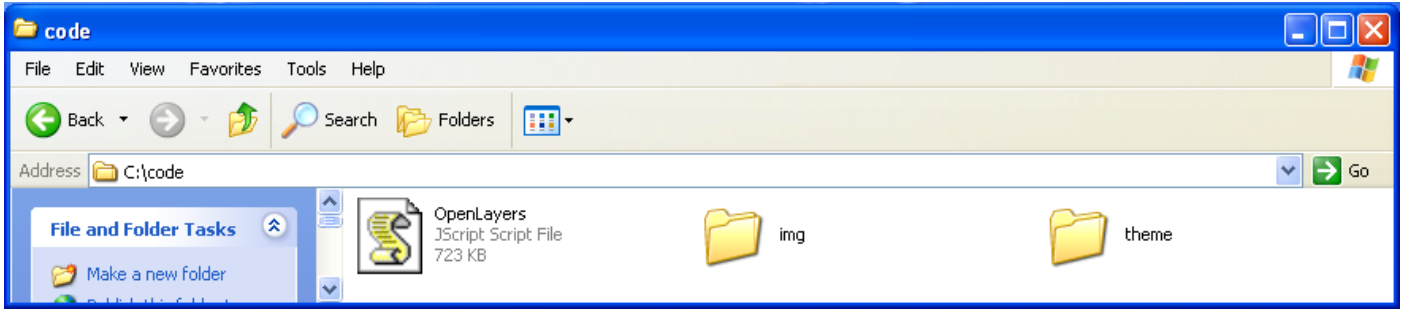 code
File Edit View Favorites Tools Help
Back Search Folders
Address C:\code Go
File and Folder Tasks
Make a new folder
OpenLayers
JScript Script File
723 KB
img
theme